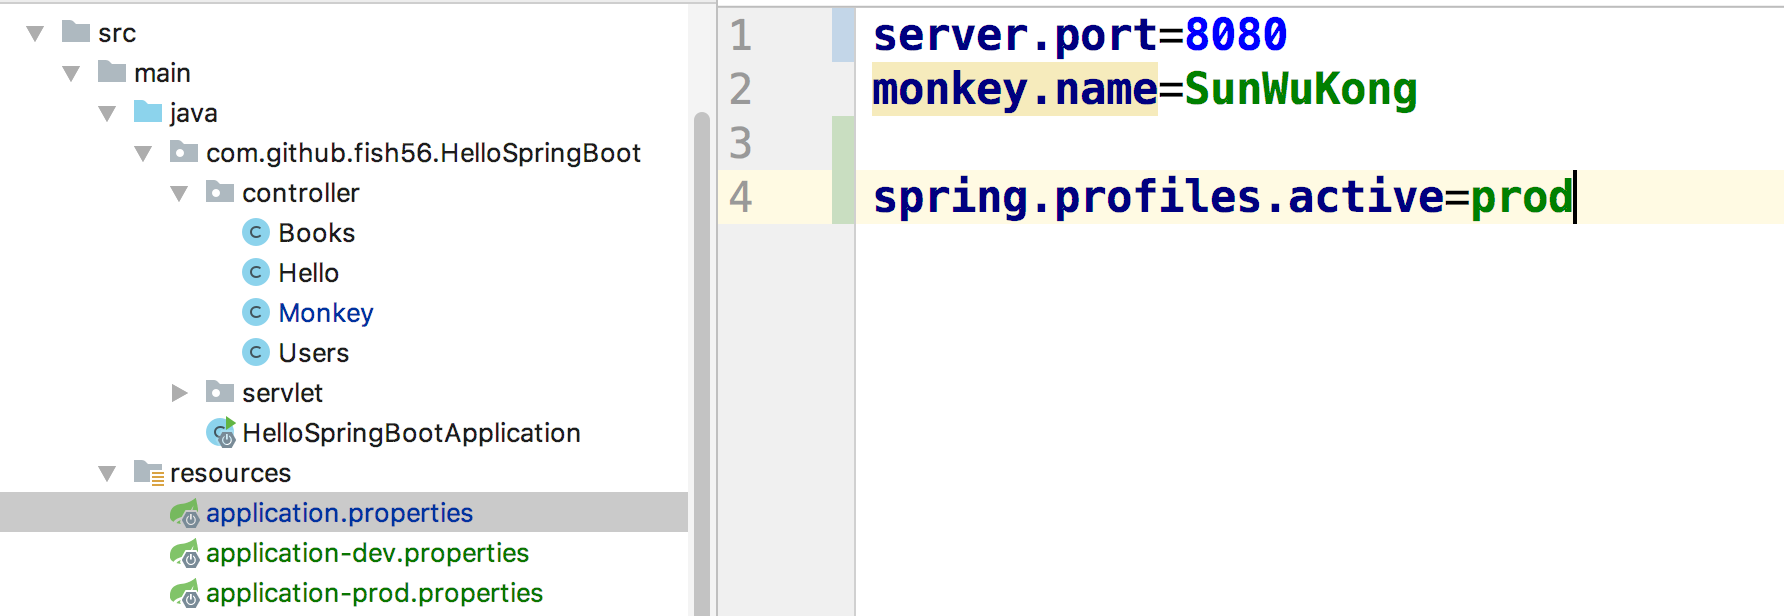 src
main
java
com.github.fish56.HelloSpringBoot
controller
C Books
C Hello
C Monkey
C Users
servlet
C HelloSpringBootApplication
resources
application.properties
application-dev.properties
application-prod.properties
1 server.port=8080
2 monkey.name=SunWuKong
3
4 spring.profiles.active=prod